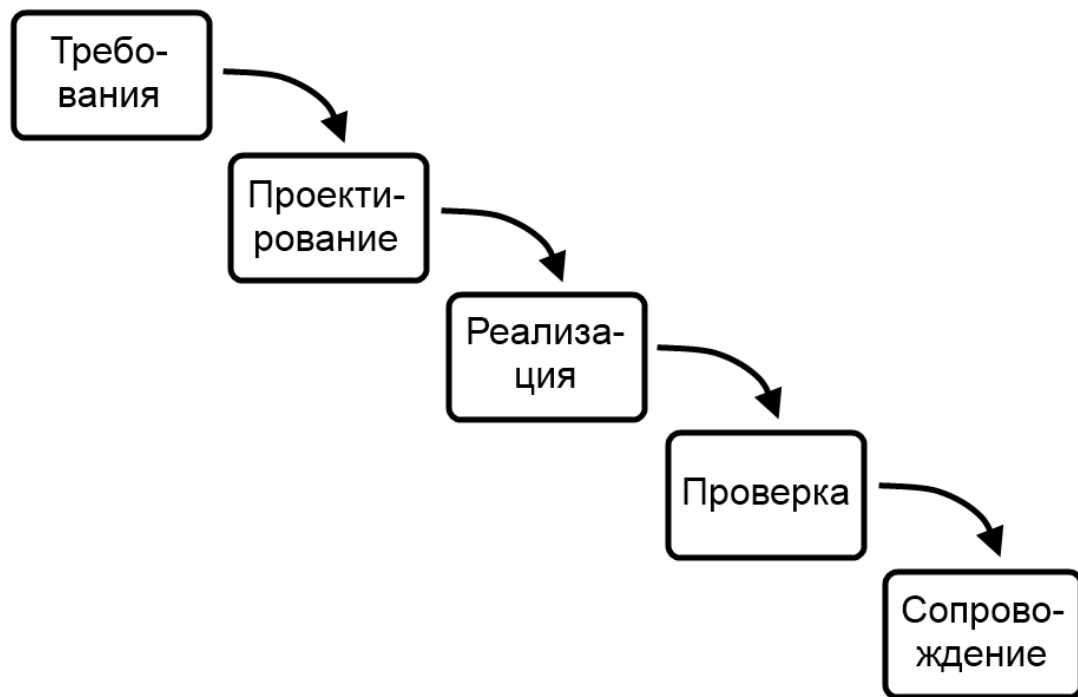 Требо-
вания
Проекти-
рование
Реализа-
ция
Проверка
Сопрово-
ждение